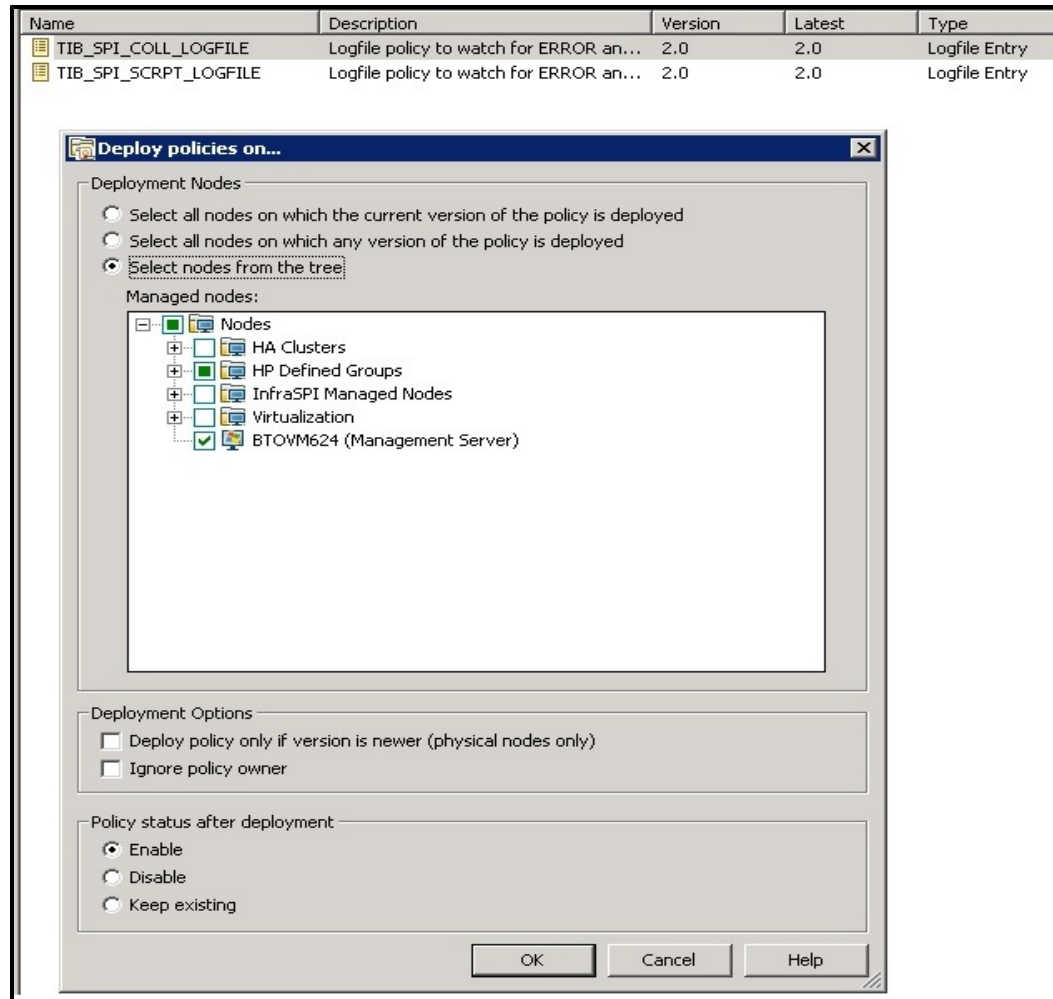 Name Description Version Latest Type
TIB_SPI_COLL_LOGFILE Logfile policy to watch for ERROR an... 2.0 2.0 Logfile Entry
TIB_SPI_SCRPT_LOGFILE Logfile policy to watch for ERROR an... 2.0 2.0 Logfile Entry
Deploy policies on...
Deployment Nodes
Select all nodes on which the current version of the policy is deployed
Select all nodes on which any version of the policy is deployed
Select nodes from the tree
Managed nodes:
Nodes
HA Clusters
HP Defined Groups
InfraSPI Managed Nodes
Virtualization
BTOVM624 (Management Server)
Deployment Options
Deploy policy only if version is newer (physical nodes only)
Ignore policy owner
Policy status after deployment
Enable
Disable
Keep existing
OK Cancel Help